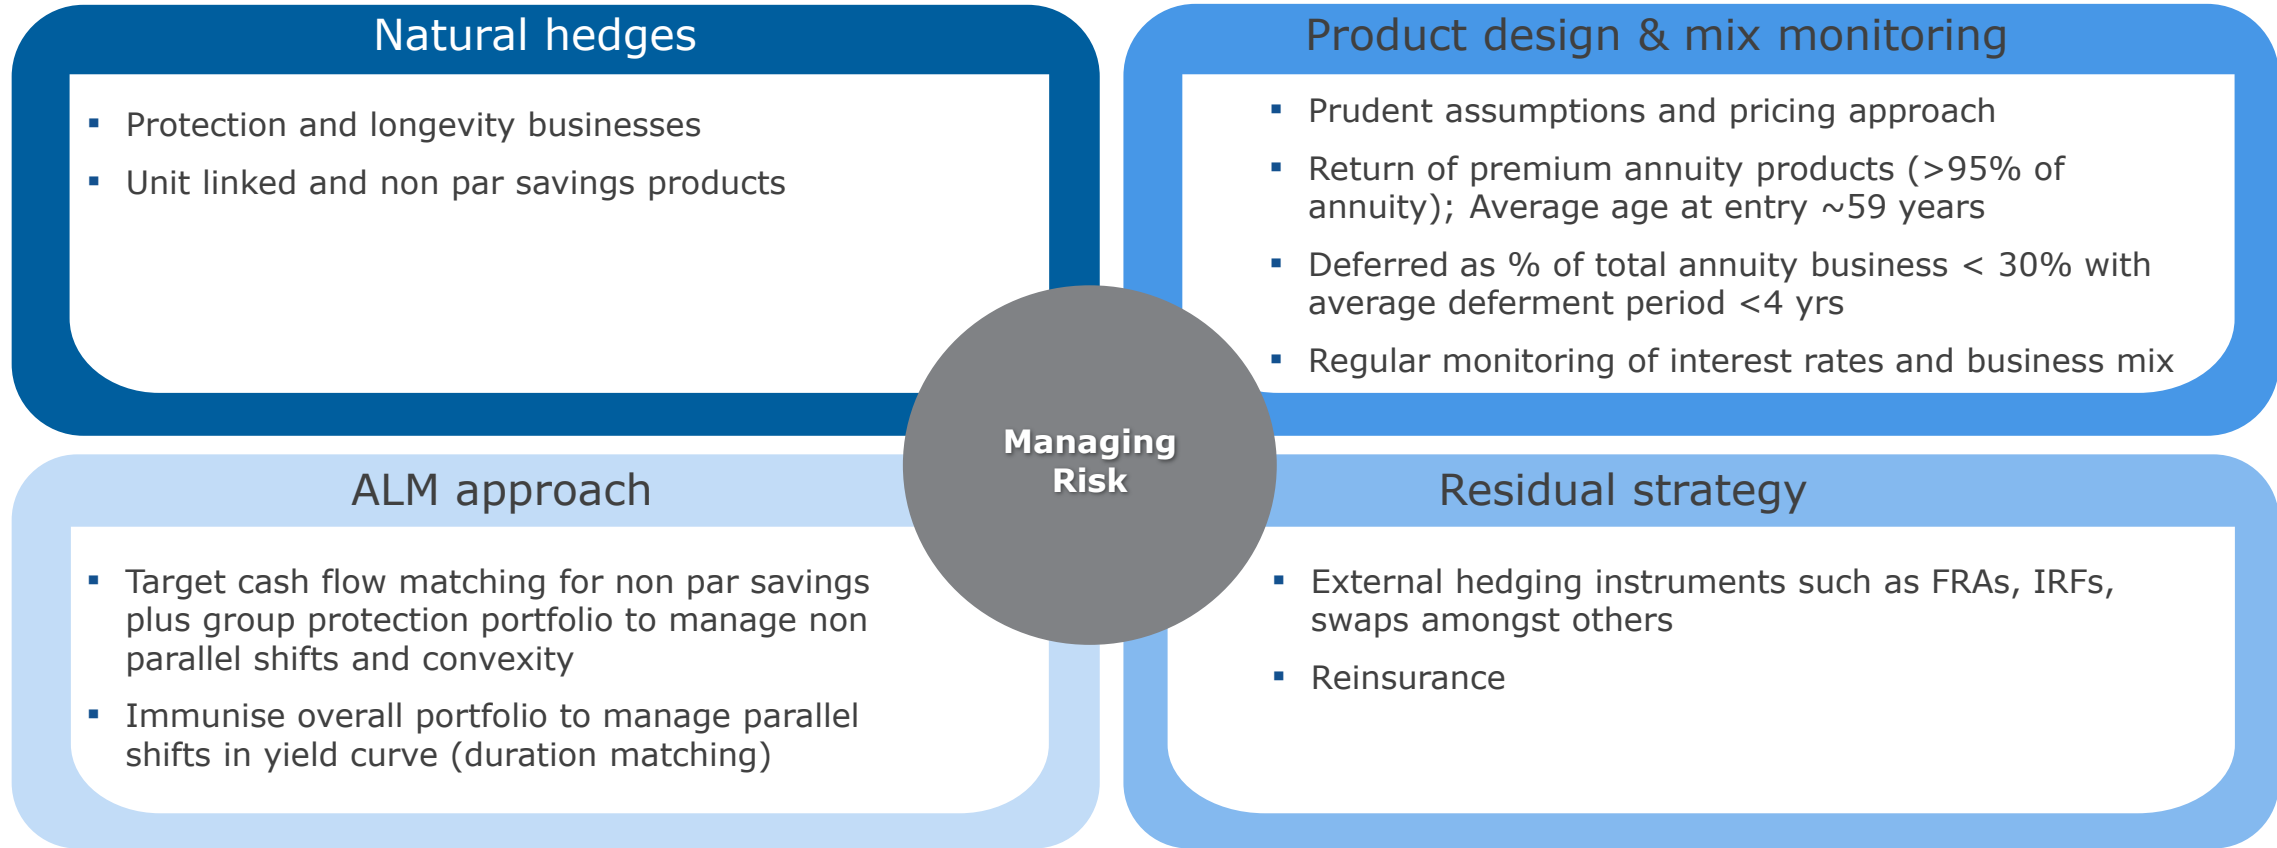 Natural hedges
▪ Protection and longevity businesses
▪ Unit linked and non par savings products
Product design & mix monitoring
▪ Prudent assumptions and pricing approach
▪ Return of premium annuity products (>95% of
annuity); Average age at entry ~59 years
▪ Deferred as % of total annuity business < 30% with
average deferment period <4 yrs
▪ Regular monitoring of interest rates and business mix
Managing
Risk
ALM approach
▪ Target cash flow matching for non par savings
plus group protection portfolio to manage non
parallel shifts and convexity
▪ Immunise overall portfolio to manage parallel
shifts in yield curve (duration matching)
Residual strategy
▪ External hedging instruments such as FRAs, IRFs,
swaps amongst others
▪ Reinsurance